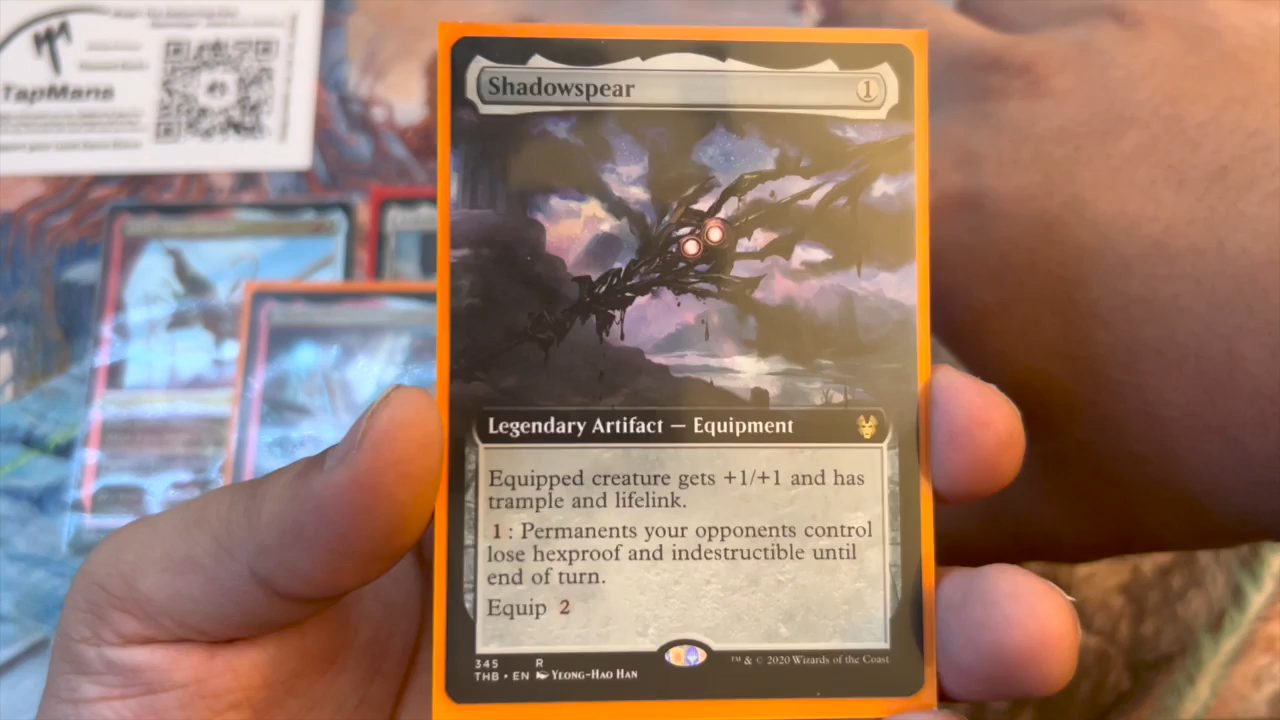 TapMans
Shadowspear 1
Legendary Artifact — Equipment
Equipped creature gets +1/+1 and has
trample and lifelink.
1 : Permanents your opponents control
lose hexproof and indestructible until
end of turn.
Equip 2
345 R
THB • EN Yeong-Hao Han
™ & © 2020 Wizards of the Coast